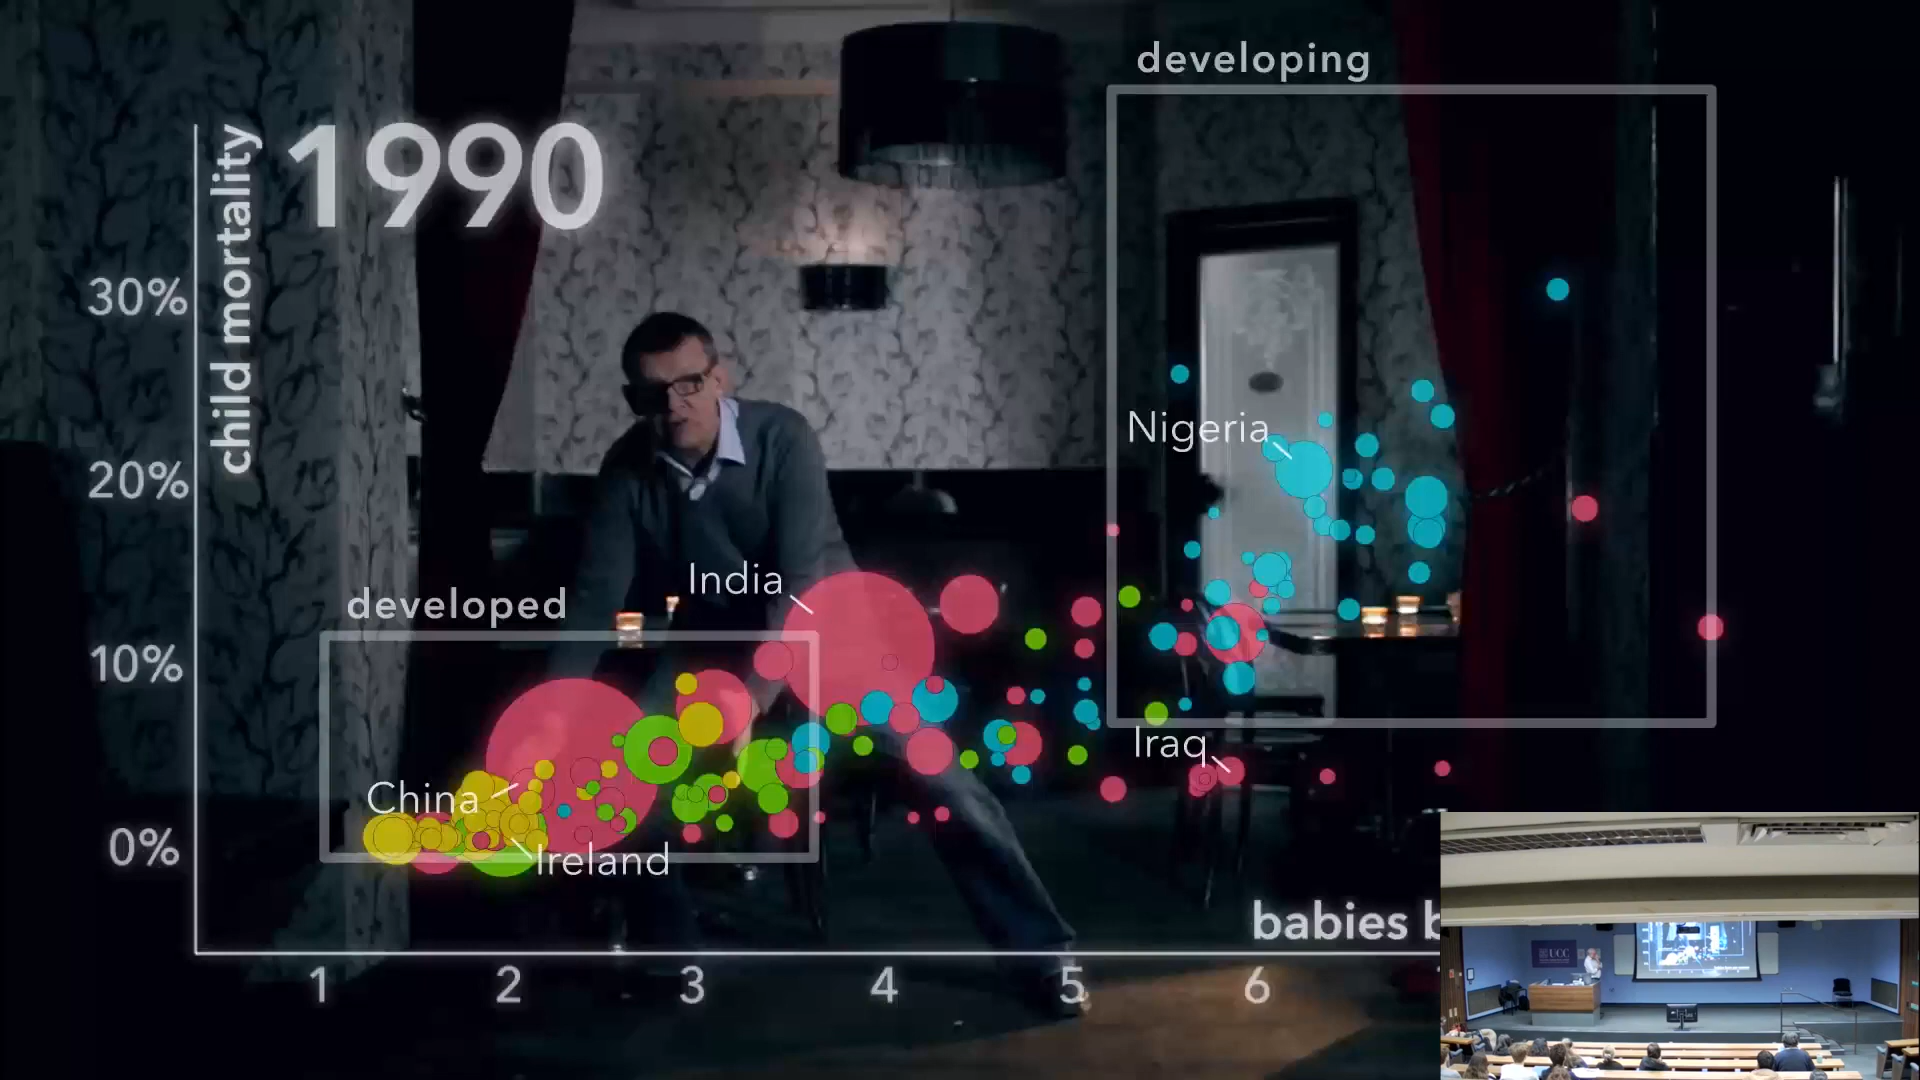 developing
1990
child mortality
30%
Nigeria
20%
India
developed
10%
Iraq
China
0%
Ireland
babies b
1
2
3
4
5
6
UCC